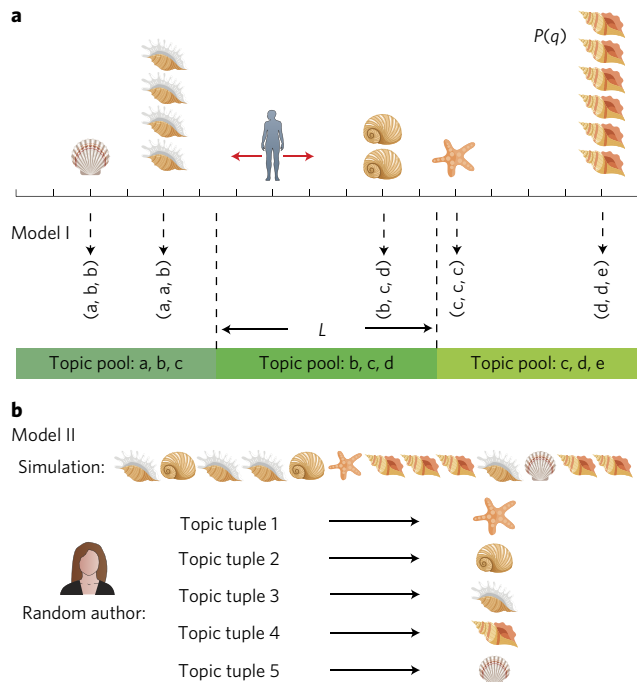 a
P(q)
Model I
(a, b, b)
(a, a, b)
(b, c, d)
(c, c, c)
(d, d, e)
L
Topic pool: a, b, c
Topic pool: b, c, d
Topic pool: c, d, e
b
Model II
Simulation:
Topic tuple 1
Topic tuple 2
Random author:
Topic tuple 3
Topic tuple 4
Topic tuple 5